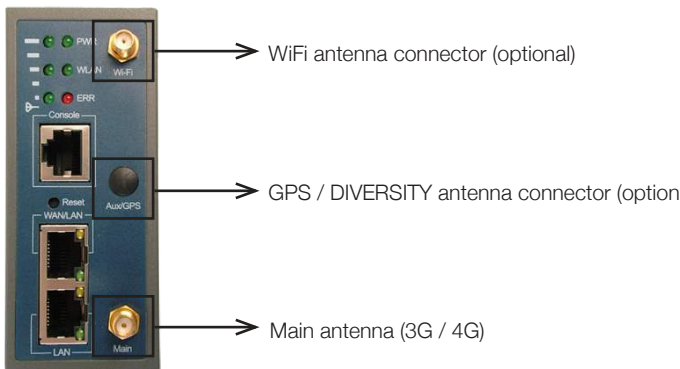 PWR
WLAN
Wi-Fi
WiFi antenna connector (optional)
ERR
Console
Aux/GPS
GPS / DIVERSITY antenna connector (option
Reset
WAN/LAN
Main antenna (3G / 4G)
Main
LAN